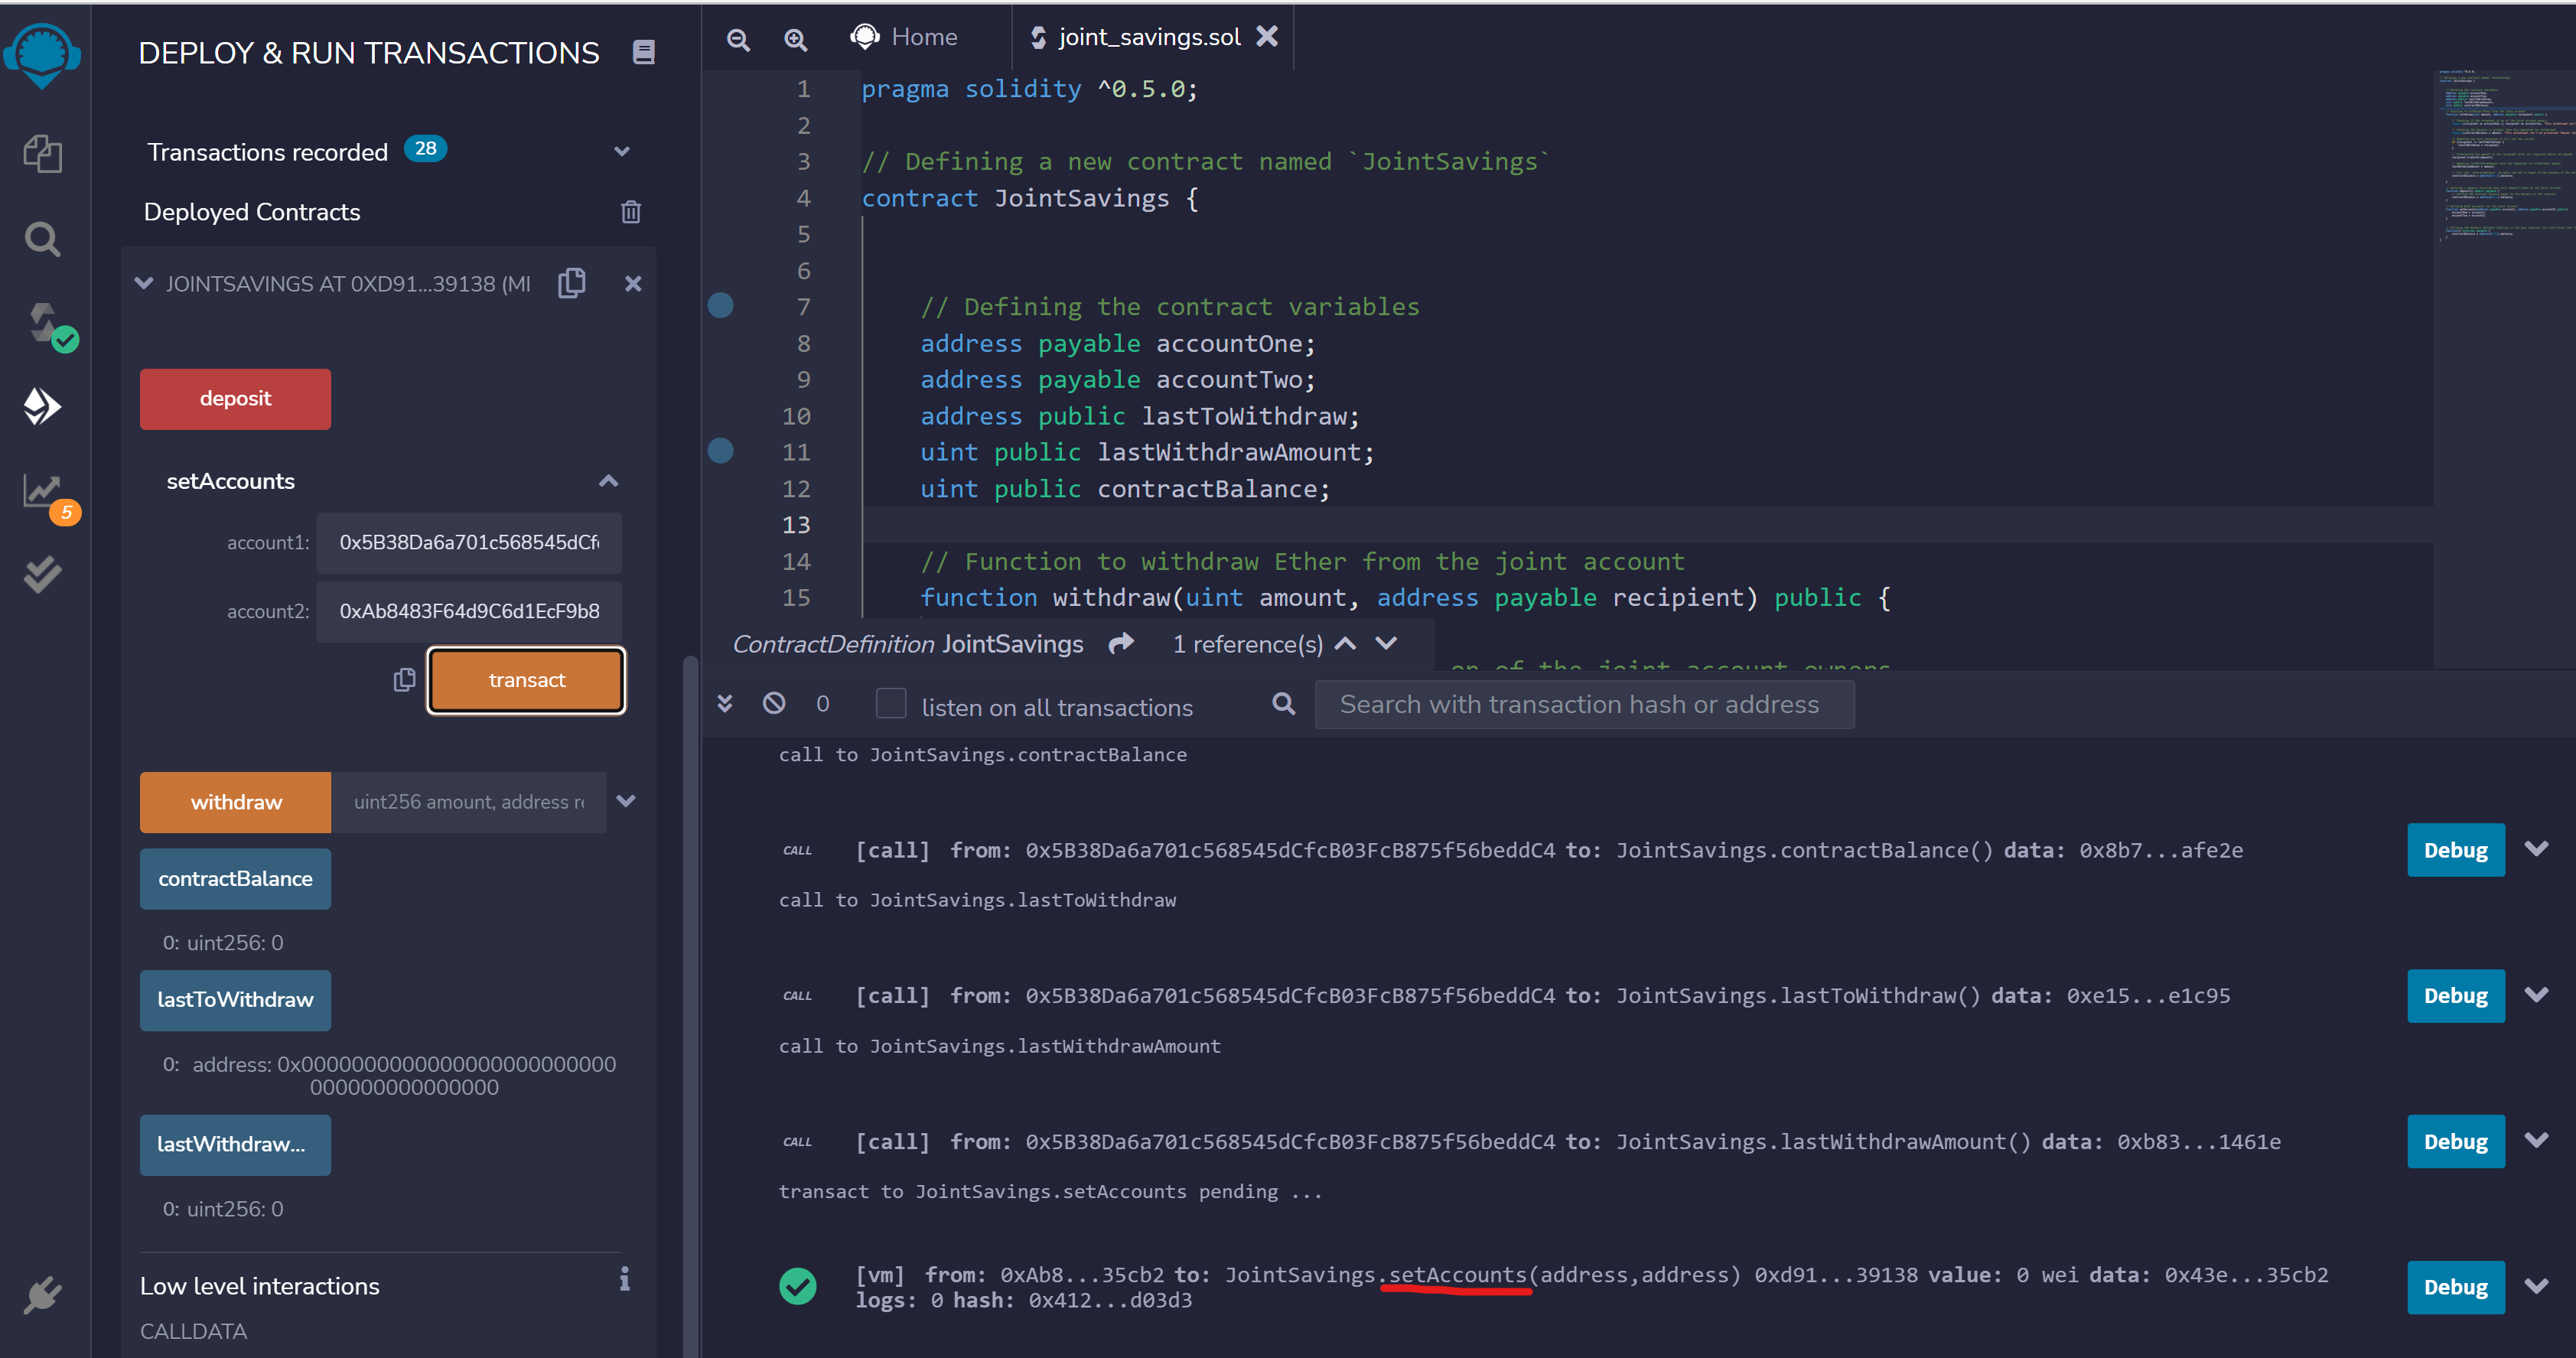 DEPLOY & RUN TRANSACTIONS
Transactions recorded 28
Deployed Contracts
JOINTSAVINGS AT 0XD91...39138 (MI
deposit
setAccounts
account1: 0x5B38Da6a701c568545dCf
account2: 0xAb8483F64d9C6d1EcF9b8
transact
withdraw uint256 amount, address r
contractBalance
0: uint256: 0
lastToWithdraw
0: address: 0x0000000000000000000000000
000000000000000
lastWithdraw...
0: uint256: 0
Low level interactions
CALLDATA
5
Home
joint_savings.sol
1 pragma solidity ^0.5.0;
2
3 // Defining a new contract named `JointSavings`
4 contract JointSavings {
5
6
7 // Defining the contract variables
8 address payable accountOne;
9 address payable accountTwo;
10 address public lastToWithdraw;
11 uint public lastWithdrawAmount;
12 uint public contractBalance;
13
14 // Function to withdraw Ether from the joint account
15 function withdraw(uint amount, address payable recipient) public {
ContractDefinition JointSavings 1 reference(s)
of the joint account owners
0 listen on all transactions Search with transaction hash or address
call to JointSavings.contractBalance
CALL [call] from: 0x5B38Da6a701c568545dCfcB03FcB875f56beddC4 to: JointSavings.contractBalance() data: 0x8b7...afe2e
Debug
call to JointSavings.lastToWithdraw
CALL [call] from: 0x5B38Da6a701c568545dCfcB03FcB875f56beddC4 to: JointSavings.lastToWithdraw() data: 0xe15...e1c95
Debug
call to JointSavings.lastWithdrawAmount
CALL [call] from: 0x5B38Da6a701c568545dCfcB03FcB875f56beddC4 to: JointSavings.lastWithdrawAmount() data: 0xb83...1461e
Debug
transact to JointSavings.setAccounts pending ...
[vm] from: 0xAb8...35cb2 to: JointSavings.setAccounts(address,address) 0xd91...39138 value: 0 wei data: 0x43e...35cb2
logs: 0 hash: 0x412...d03d3
Debug